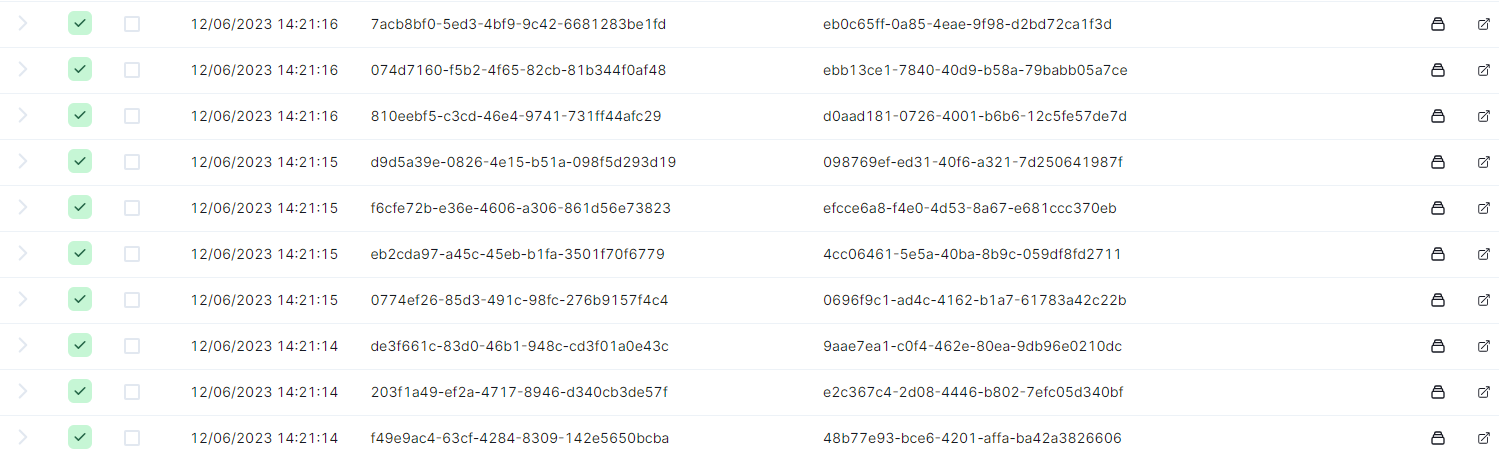 12/06/2023 14:21:16 7acb8bf0-5ed3-4bf9-9c42-6681283be1fd eb0c65ff-0a85-4eae-9f98-d2bd72ca1f3d
12/06/2023 14:21:16 074d7160-f5b2-4f65-82cb-81b344f0af48 ebb13ce1-7840-40d9-b58a-79babb05a7ce
12/06/2023 14:21:16 810eebf5-c3cd-46e4-9741-731ff44afc29 d0aad181-0726-4001-b6b6-12c5fe57de7d
12/06/2023 14:21:15 d9d5a39e-0826-4e15-b51a-098f5d293d19 098769ef-ed31-40f6-a321-7d250641987f
12/06/2023 14:21:15 f6cfe72b-e36e-4606-a306-861d56e73823 efcce6a8-f4e0-4d53-8a67-e681ccc370eb
12/06/2023 14:21:15 eb2cda97-a45c-45eb-b1fa-3501f70f6779 4cc06461-5e5a-40ba-8b9c-059df8fd2711
12/06/2023 14:21:15 0774ef26-85d3-491c-98fc-276b9157f4c4 0696f9c1-ad4c-4162-b1a7-61783a42c22b
12/06/2023 14:21:14 de3f661c-83d0-46b1-948c-cd3f01a0e43c 9aae7ea1-c0f4-462e-80ea-9db96e0210dc
12/06/2023 14:21:14 203f1a49-ef2a-4717-8946-d340cb3de57f e2c367c4-2d08-4446-b802-7efc05d340bf
12/06/2023 14:21:14 f49e9ac4-63cf-4284-8309-142e5650bcba 48b77e93-bce6-4201-affa-ba42a3826606